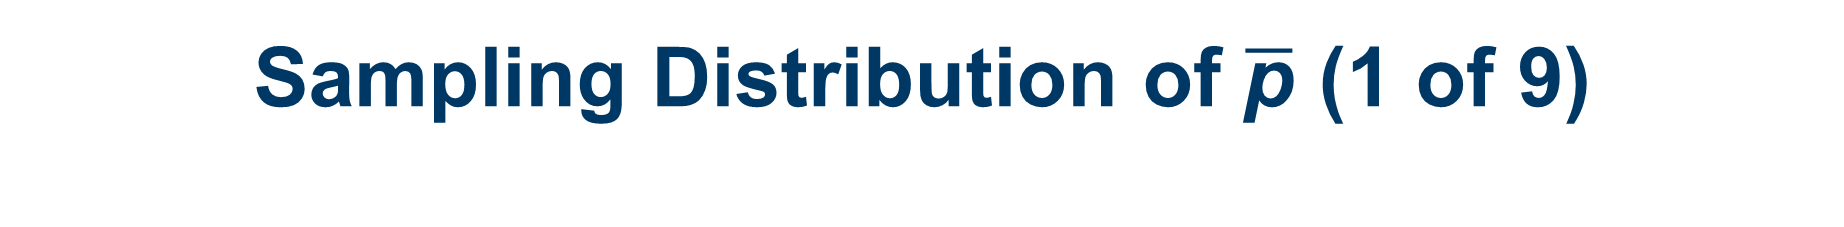 Sampling Distribution of p̅ (1 of 9)